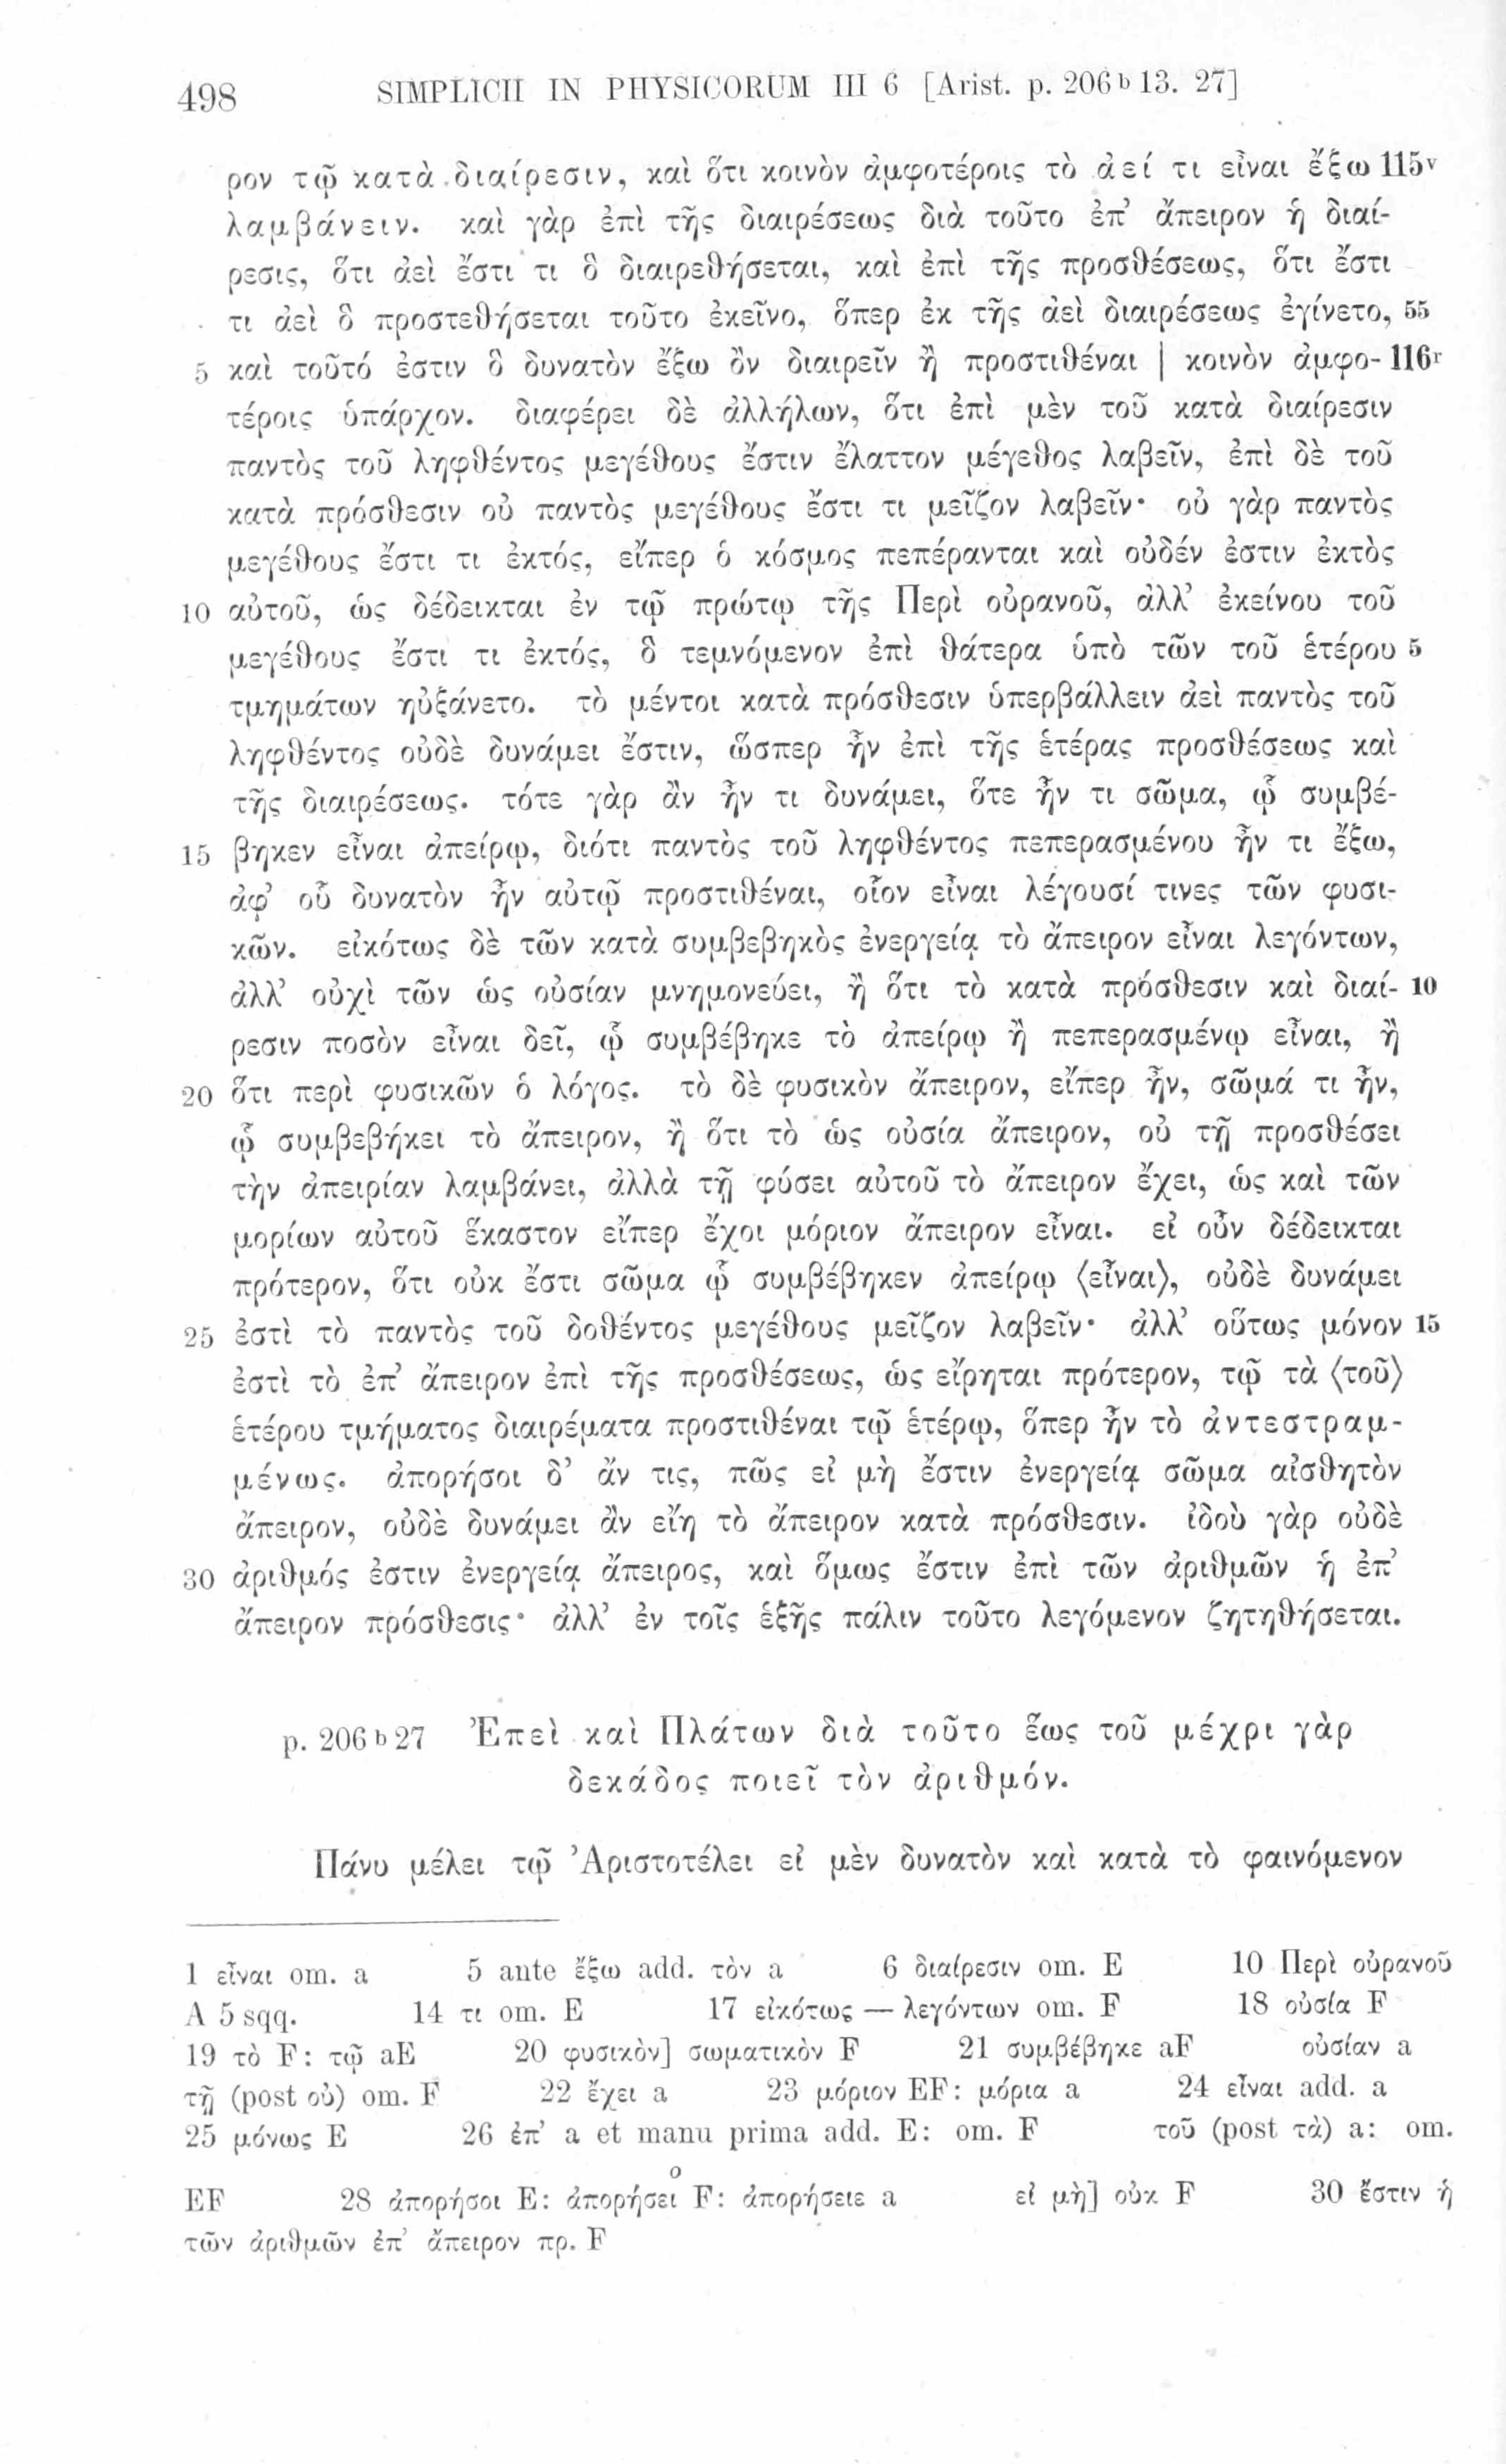 498 SIMPLICII IN PHYSICORUM III 6 [Arist. p. 206 b 13. 27]
ρον τῷ κατὰ διαίρεσιν, καὶ ὅτι κοινὸν ἀμφοτέροις τὸ ἀεί τι εἶναι ἔξω 115v
λαμβάνειν. καὶ γὰρ ἐπὶ τῆς διαιρέσεως διὰ τοῦτο ἐπ’ ἄπειρον ἡ διαί-
ρεσις, ὅτι ἀεὶ ἔστι τι ὃ διαιρεθήσεται, καὶ ἐπὶ τῆς προσθέσεως, ὅτι ἔστι
τι ἀεὶ ὃ προστεθήσεται τοῦτο ἐκεῖνο, ὅπερ ἐκ τῆς ἀεὶ διαιρέσεως ἐγίνετο, 55
5 καὶ τοῦτό ἐστιν ὃ δυνατὸν ἔξω ὂν διαιρεῖν ἢ προστιθέναι | κοινὸν ἀμφο- 116r
τέροις ὑπάρχον. διαφέρει δὲ ἀλλήλων, ὅτι ἐπὶ μὲν τοῦ κατὰ διαίρεσιν
παντὸς τοῦ ληφθέντος μεγέθους ἔστιν ἔλαττον μέγεθος λαβεῖν, ἐπὶ δὲ τοῦ
κατὰ πρόσθεσιν οὐ παντὸς μεγέθους ἔστι τι μεῖζον λαβεῖν· οὐ γὰρ παντὸς
μεγέθους ἔστι τι ἐκτός, εἴπερ ὁ κόσμος πεπέρανται καὶ οὐδέν ἐστιν ἐκτὸς
10 αὐτοῦ, ὡς δέδεικται ἐν τῷ πρώτῳ τῆς Περὶ οὐρανοῦ, ἀλλ’ ἐκείνου τοῦ
μεγέθους ἔστι τι ἐκτός, ὃ τεμνόμενον ἐπὶ θάτερα ὑπὸ τῶν τοῦ ἑτέρου 5
τμημάτων ηὐξάνετο. τὸ μέντοι κατὰ πρόσθεσιν ὑπερβάλλειν ἀεὶ παντὸς τοῦ
ληφθέντος οὐδὲ δυνάμει ἔστιν, ὥσπερ ἦν ἐπὶ τῆς ἑτέρας προσθέσεως καὶ
τῆς διαιρέσεως. τότε γὰρ ἂν ἦν τι δυνάμει, ὅτε ἦν τι σῶμα, ᾧ συμβέ-
15 βηκεν εἶναι ἀπείρῳ, διότι παντὸς τοῦ ληφθέντος πεπερασμένου ἦν τι ἔξω,
ἀφ’ οὗ δυνατὸν ἦν αὐτῷ προστιθέναι, οἷον εἶναι λέγουσί τινες τῶν φυσι-
κῶν. εἰκότως δὲ τῶν κατὰ συμβεβηκὸς ἐνεργείᾳ τὸ ἄπειρον εἶναι λεγόντων,
ἀλλ’ οὐχὶ τῶν ὡς οὐσίαν μνημονεύει, ἢ ὅτι τὸ κατὰ πρόσθεσιν καὶ διαί- 10
ρεσιν ποσὸν εἶναι δεῖ, ᾧ συμβέβηκε τὸ ἀπείρῳ ἢ πεπερασμένῳ εἶναι, ἢ
20 ὅτι περὶ φυσικῶν ὁ λόγος. τὸ δὲ φυσικὸν ἄπειρον, εἴπερ ἦν, σῶμά τι ἦν,
ᾧ συμβεβήκει τὸ ἄπειρον, ἢ ὅτι τὸ ὡς οὐσία ἄπειρον, οὐ τῇ προσθέσει
τὴν ἀπειρίαν λαμβάνει, ἀλλὰ τῇ φύσει αὐτοῦ τὸ ἄπειρον ἔχει, ὡς καὶ τῶν
μορίων αὐτοῦ ἕκαστον εἴπερ ἔχοι μόριον ἄπειρον εἶναι. εἰ οὖν δέδεικται
πρότερον, ὅτι οὐκ ἔστι σῶμα ᾧ συμβέβηκεν ἀπείρῳ ⟨εἶναι⟩, οὐδὲ δυνάμει
25 ἐστὶ τὸ παντὸς τοῦ δοθέντος μεγέθους μεῖζον λαβεῖν· ἀλλ’ οὕτως μόνον 15
ἐστὶ τὸ ἐπ’ ἄπειρον ἐπὶ τῆς προσθέσεως, ὡς εἴρηται πρότερον, τῷ τὰ ⟨τοῦ⟩
ἑτέρου τμήματος διαιρέματα προστιθέναι τῷ ἑτέρῳ, ὅπερ ἦν τὸ ἀντεστραμ-
μένως. ἀπορήσοι δ’ ἄν τις, πῶς εἰ μὴ ἔστιν ἐνεργείᾳ σῶμα αἰσθητὸν
ἄπειρον, οὐδὲ δυνάμει ἂν εἴη τὸ ἄπειρον κατὰ πρόσθεσιν. ἰδοὺ γὰρ οὐδὲ
30 ἀριθμός ἐστιν ἐνεργείᾳ ἄπειρος, καὶ ὅμως ἔστιν ἐπὶ τῶν ἀριθμῶν ἡ ἐπ’
ἄπειρον πρόσθεσις· ἀλλ’ ἐν τοῖς ἑξῆς πάλιν τοῦτο λεγόμενον ζητηθήσεται.
p. 206 b 27 Ἐπεὶ καὶ Πλάτων διὰ τοῦτο ἕως τοῦ μέχρι γὰρ
δεκάδος ποιεῖ τὸν ἀριθμόν.
Πάνυ μέλει τῷ Ἀριστοτέλει εἰ μὲν δυνατὸν καὶ κατὰ τὸ φαινόμενον
1 εἶναι om. a 5 ante ἔξω add. τὸν a 6 διαίρεσιν om. E 10 Περὶ οὐρανοῦ
A 5 sqq. 14 τι om. E 17 εἰκότως — λεγόντων om. F 18 οὐσία F
19 τὸ F: τῷ aE 20 φυσικὸν] σωματικὸν F 21 συμβέβηκε aF οὐσίαν a
τῇ (post οὐ) om. F 22 ἔχει a 23 μόριον EF: μόρια a 24 εἶναι add. a
25 μόνως E 26 ἐπ’ a et manu prima add. E: om. F τοῦ (post τὰ) a: om.
EF 28 ἀπορήσοι E: ἀπορήσει̊ F: ἀπορήσειε a εἰ μὴ] οὐκ F 30 ἔστιν ἡ
τῶν ἀριθμῶν ἐπ’ ἄπειρον πρ. F